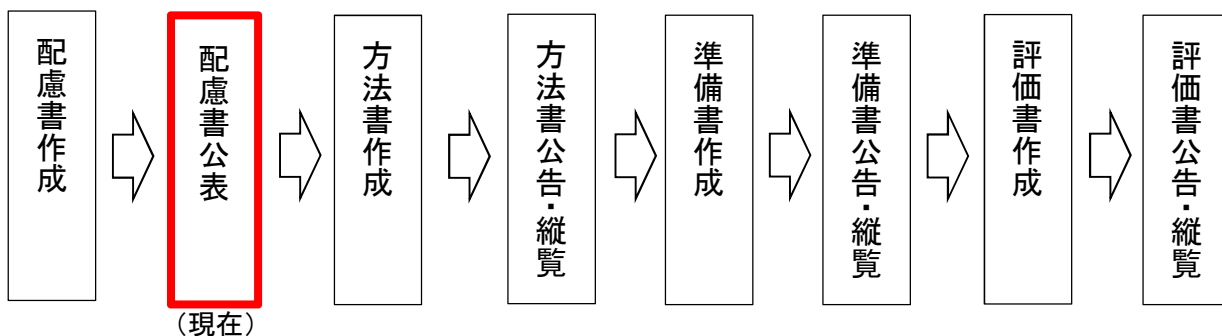 配慮書作成
配慮書公表
（現在）
方法書作成
方法書公告・縦覧
準備書作成
準備書公告・縦覧
評価書作成
評価書公告・縦覧